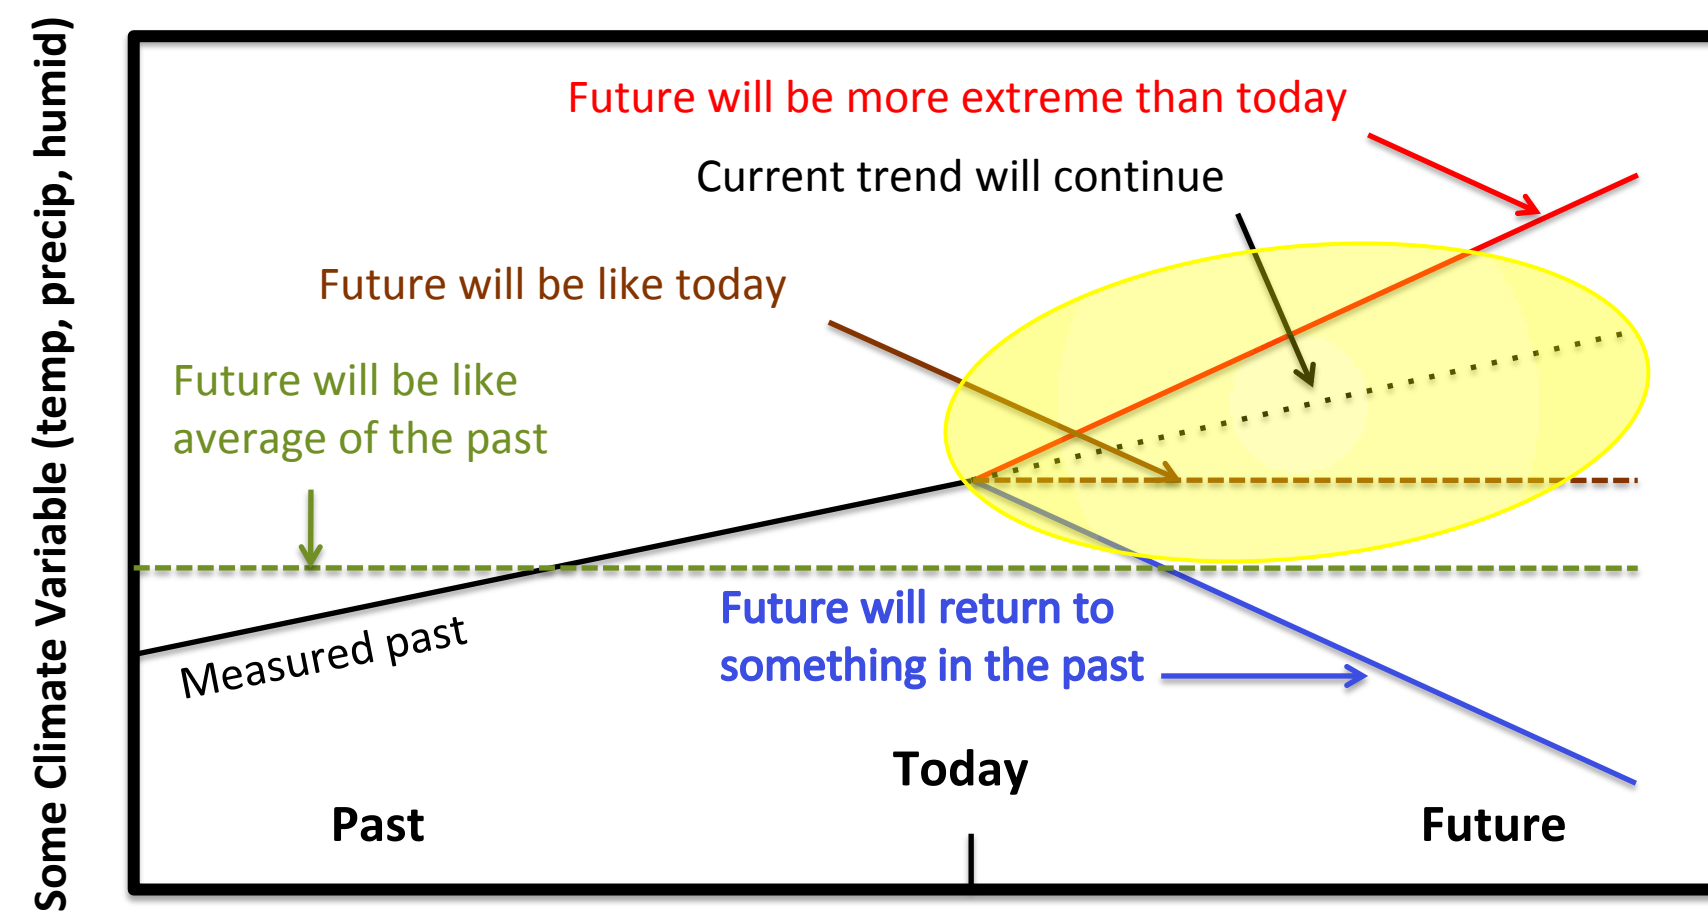 Some Climate Variable (temp, precip, humid)
Future will be more extreme than today
Current trend will continue
Future will be like today
Future will be like
average of the past
Measured past
Future will return to
something in the past
Today
Past
Future